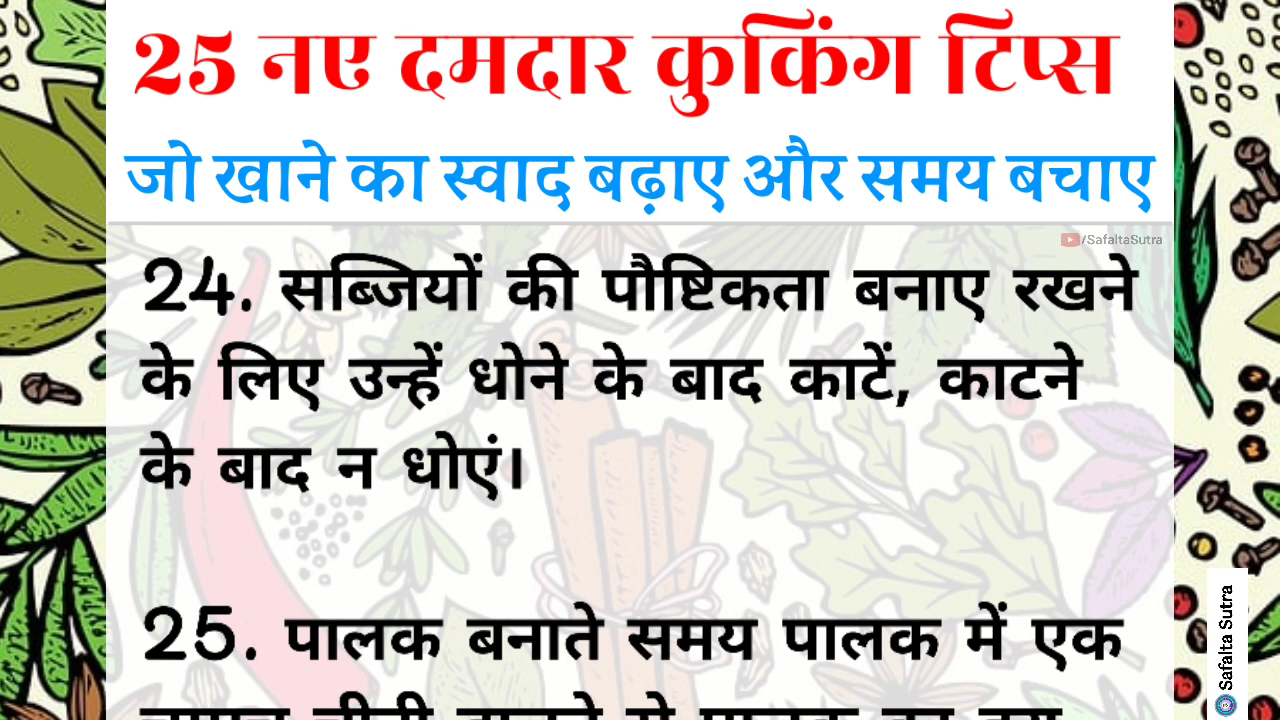 25 नए दमदार कुकिंग टिप्स
जो खाने का स्वाद बढ़ाए और समय बचाए
/SafaltaSutra
24. सब्जियों की पौष्टिकता बनाए रखने
के लिए उन्हें धोने के बाद काटें, काटने
के बाद न धोएं।
25. पालक बनाते समय पालक में एक
Safalta Sutra